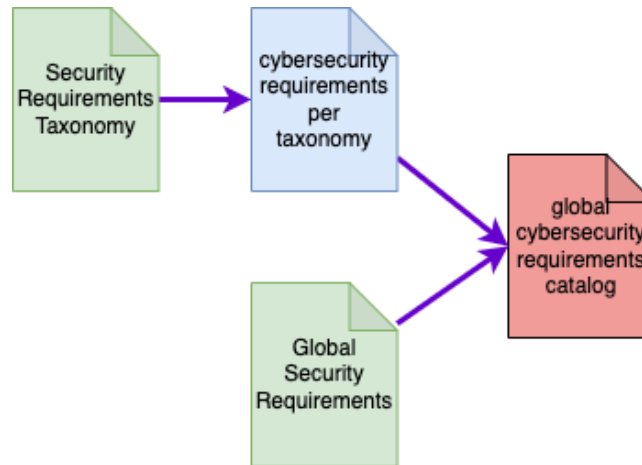 Security
Requirements
Taxonomy
cybersecurity
requirements
per
taxonomy
global
cybersecurity
requirements
catalog
Global
Security
Requirements